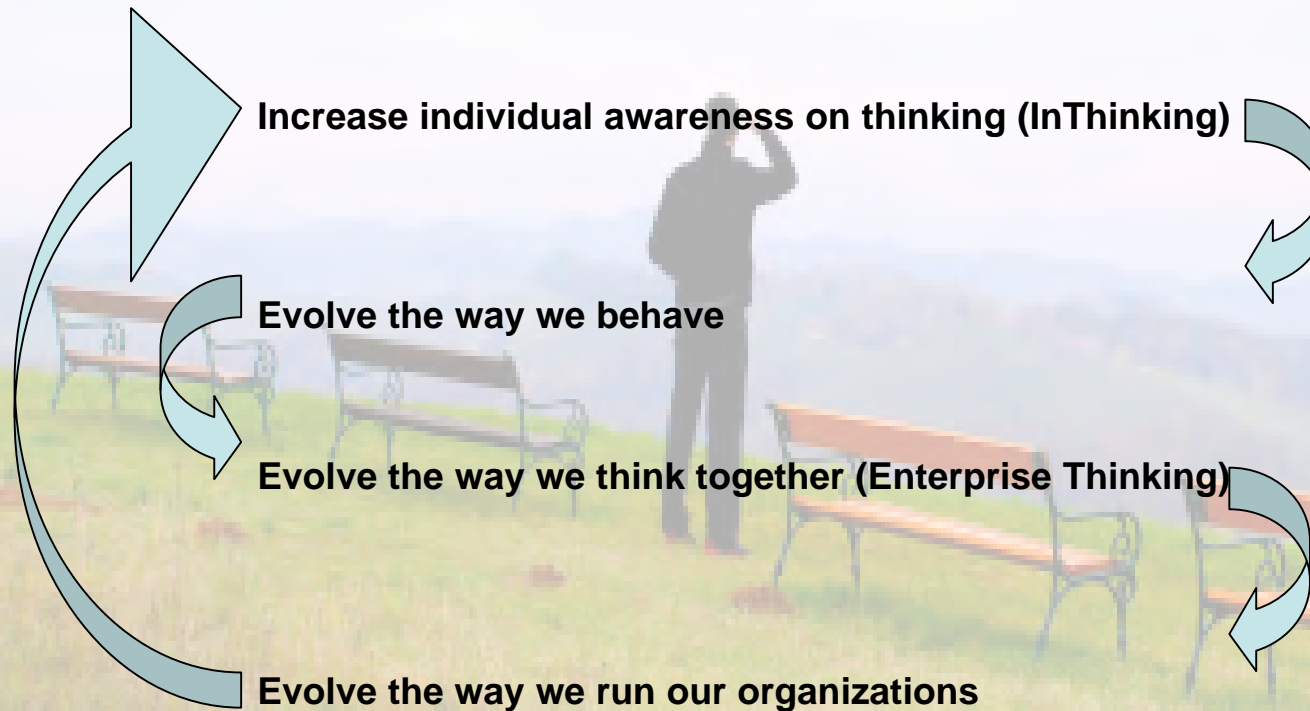 Increase individual awareness on thinking (InThinking)
Evolve the way we behave
Evolve the way we think together (Enterprise Thinking)
Evolve the way we run our organizations